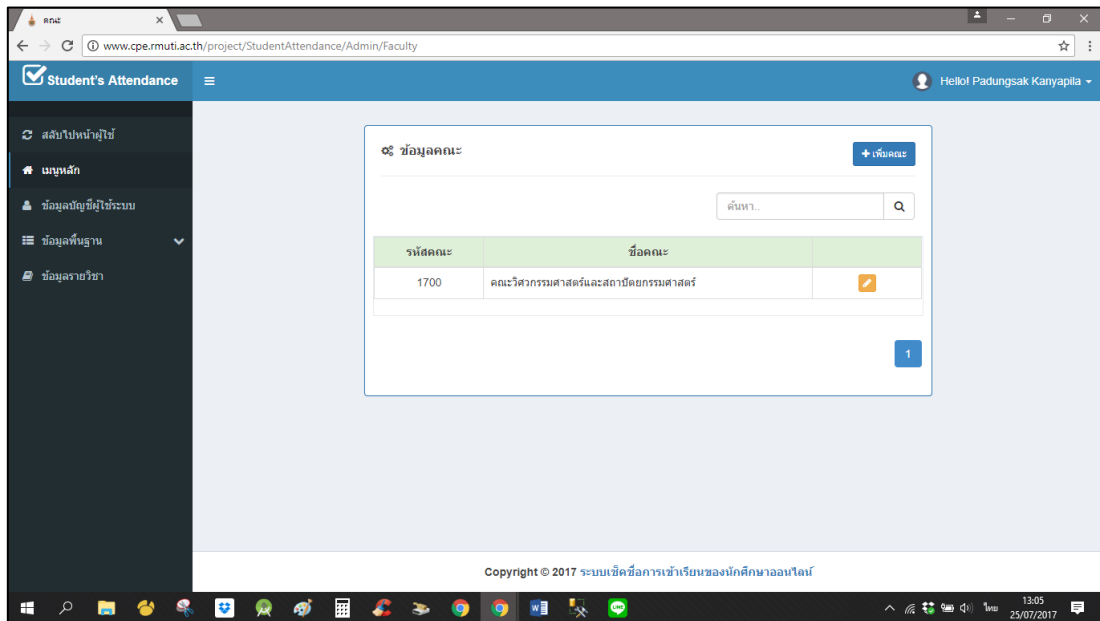 คณะ
www.cpe.rmuti.ac.th/project/StudentAttendance/Admin/Faculty
Student's Attendance
Hello! Padungsak Kanyapila
สลับไปหน้าผู้ใช้
เมนูหลัก
ข้อมูลบัญชีผู้ใช้ระบบ
ข้อมูลพื้นฐาน
ข้อมูลรายวิชา
ข้อมูลคณะ
+ เพิ่มคณะ
ค้นหา..
รหัสคณะ ชื่อคณะ
1700 คณะวิศวกรรมศาสตร์และสถาปัตยกรรมศาสตร์
1
Copyright © 2017 ระบบเช็คชื่อการเข้าเรียนของนักศึกษาออนไลน์
LINE
ไทย
13:05
25/07/2017